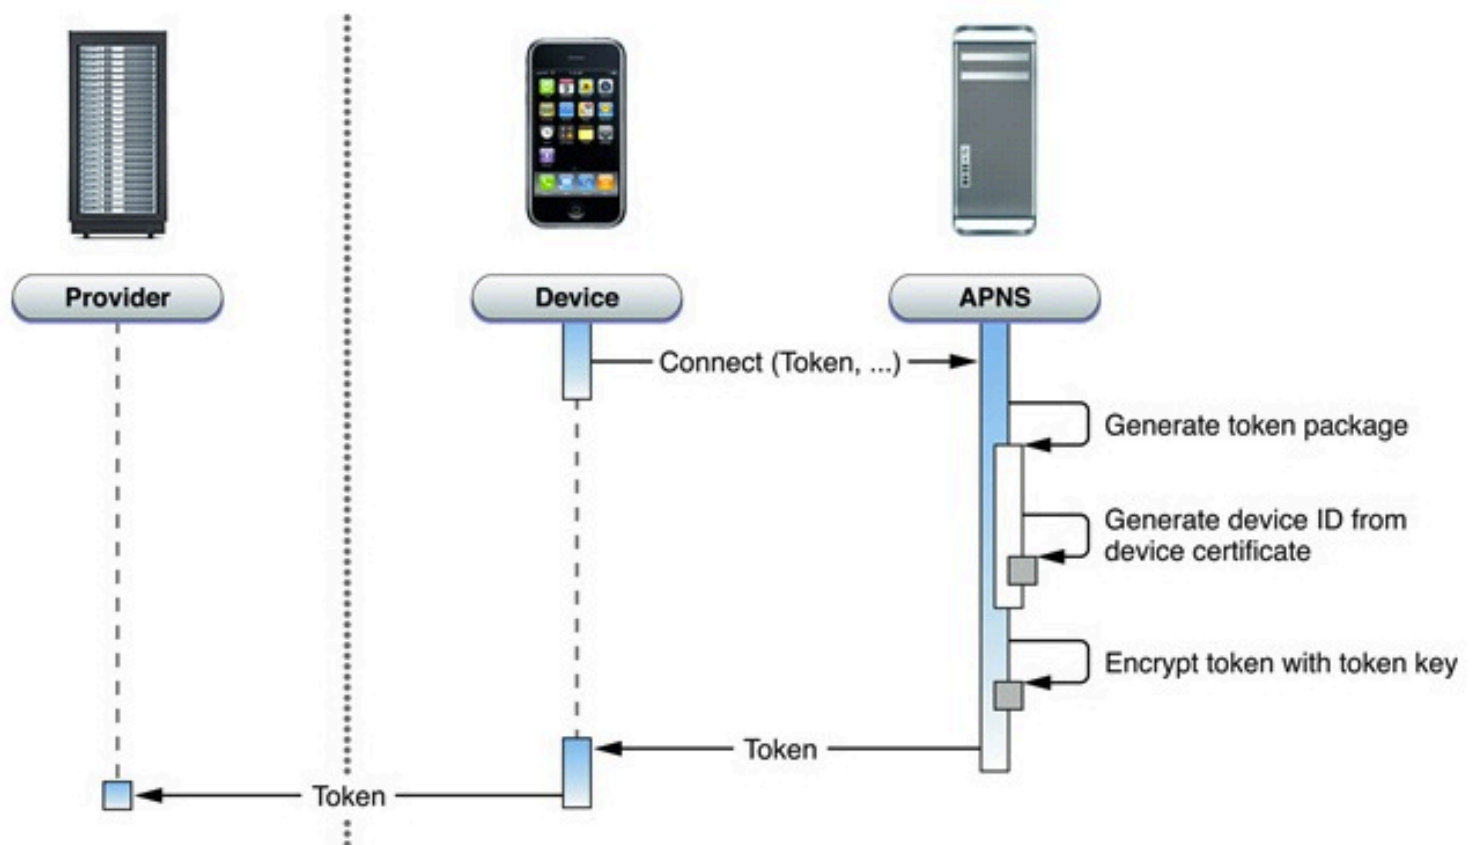 Provider
Device
APNS
Connect (Token, ...)
Generate token package
Generate device ID from
device certificate
Encrypt token with token key
Token
Token